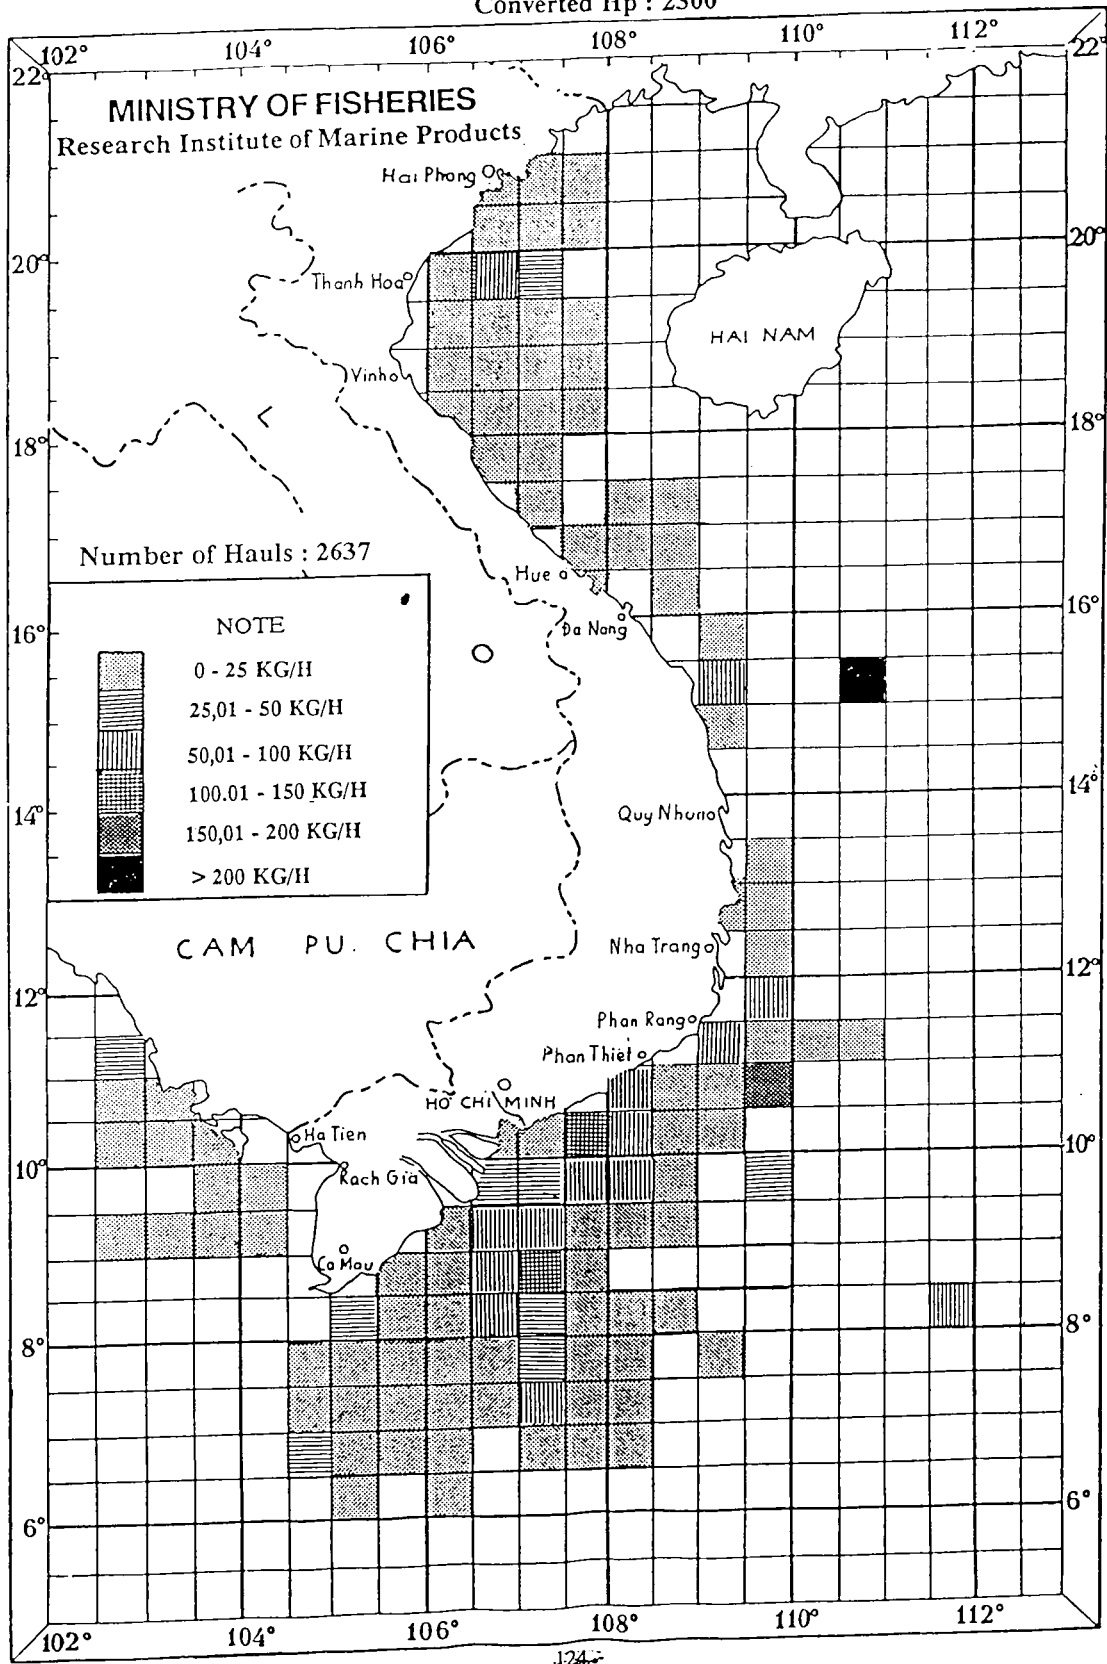 Converted Hp : 2300
102° 104° 106° 108° 110° 112°
22° 22°
MINISTRY OF FISHERIES
Research Institute of Marine Products
Hai Phong
20° 20°
Thanh Hoa
HAI NAM
Vinh
18° 18°
Number of Hauls : 2637
Hue
16° 16°
Đa Nang
NOTE
0 - 25 KG/H
25,01 - 50 KG/H
50,01 - 100 KG/H
100.01 - 150 KG/H
150,01 - 200 KG/H
> 200 KG/H
14° 14°
Quy Nhuno
CAM PU. CHIA
Nha Trang
12° 12°
Phan Rang
Phan Thiet
HO CHI MINH
Ha Tien
10° 10°
Rach Gia
Ca Mau
8° 8°
6° 6°
102° 104° 106° 108° 110° 112°